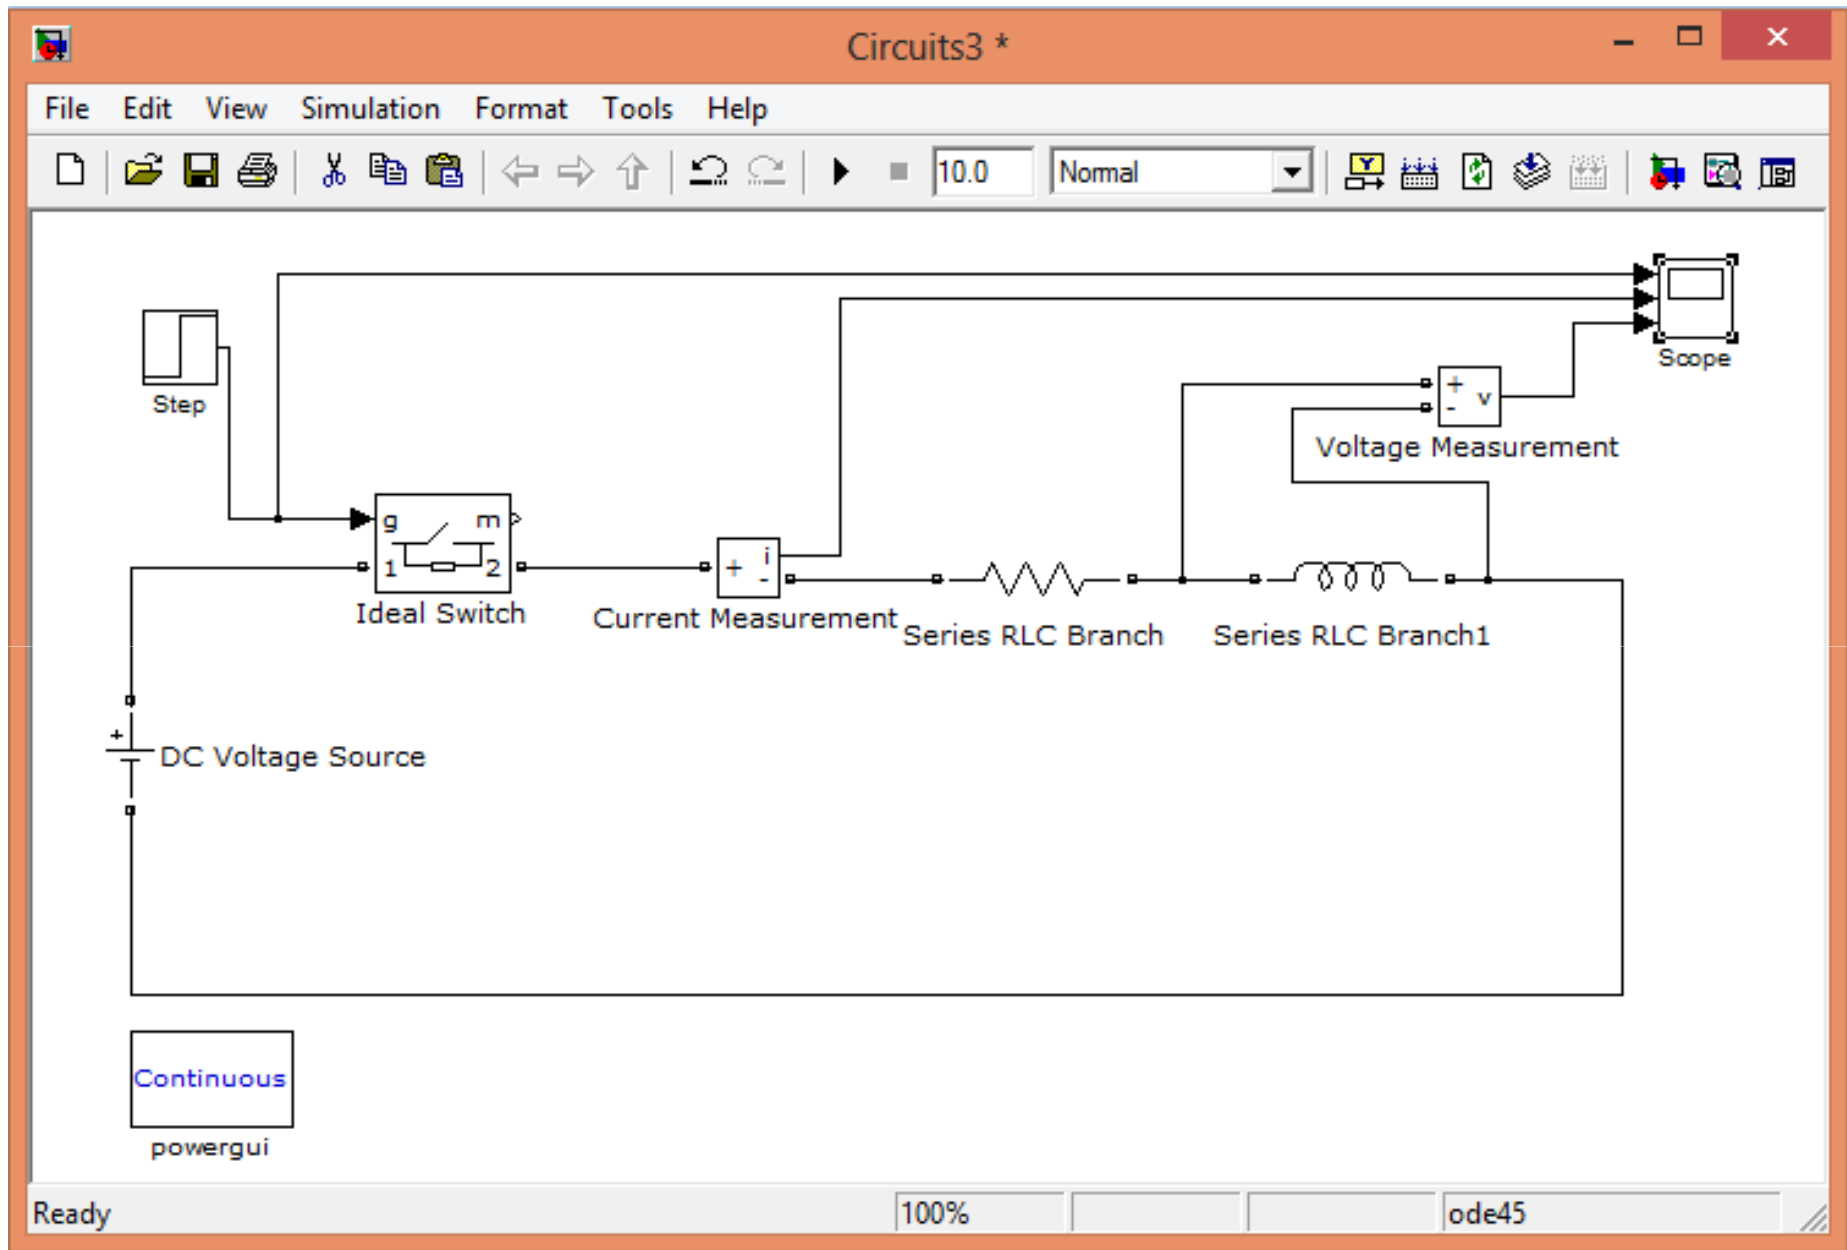 Circuits3 *
File Edit View Simulation Format Tools Help
10.0 Normal
Step
Scope
+ v
-
Voltage Measurement
g m
1 2
Ideal Switch
+ i
-
Current Measurement
Series RLC Branch
Series RLC Branch1
+
DC Voltage Source
Continuous
powergui
Ready 100% ode45